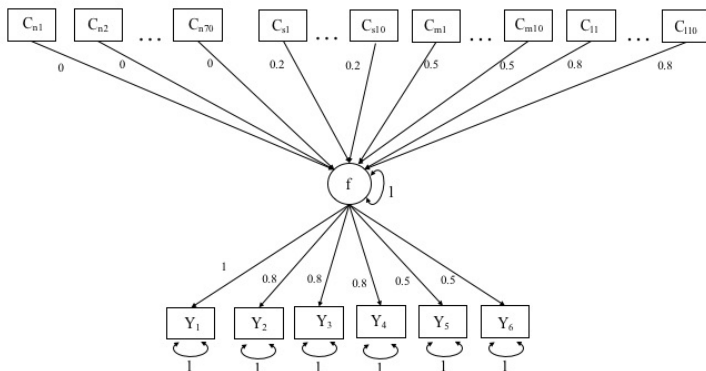 Cn1 Cn2 ... Cn70 Cs1 ... Cs10 Cm1 ... Cm10 Cl1 ... Cl10
0 0 0 0.2 0.2 0.5 0.5 0.8 0.8
f 1
1 0.8 0.8 0.8 0.5 0.5
Y1 Y2 Y3 Y4 Y5 Y6
1 1 1 1 1 1